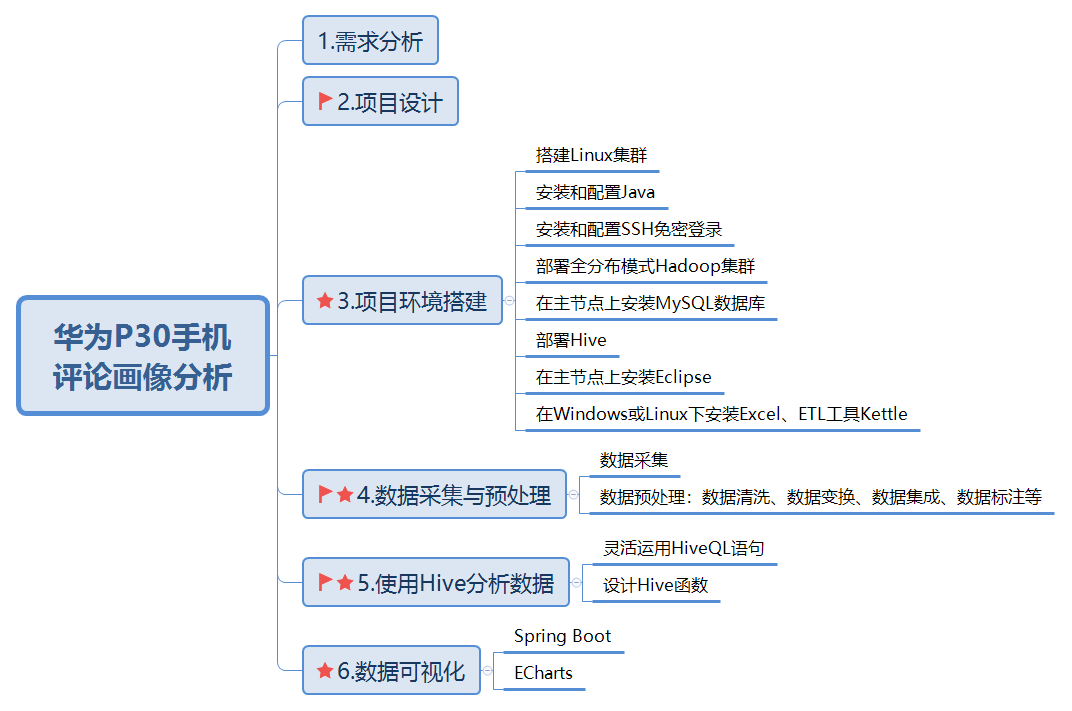 1.需求分析
2.项目设计
搭建Linux集群
安装和配置Java
安装和配置SSH免密登录
部署全分布模式Hadoop集群
3.项目环境搭建
在主节点上安装MySQL数据库
部署Hive
在主节点上安装Eclipse
在Windows或Linux下安装Excel、ETL工具Kettle
华为P30手机
评论画像分析
数据采集
4.数据采集与预处理
数据预处理：数据清洗、数据变换、数据集成、数据标注等
灵活运用HiveQL语句
5.使用Hive分析数据
设计Hive函数
Spring Boot
6.数据可视化
ECharts